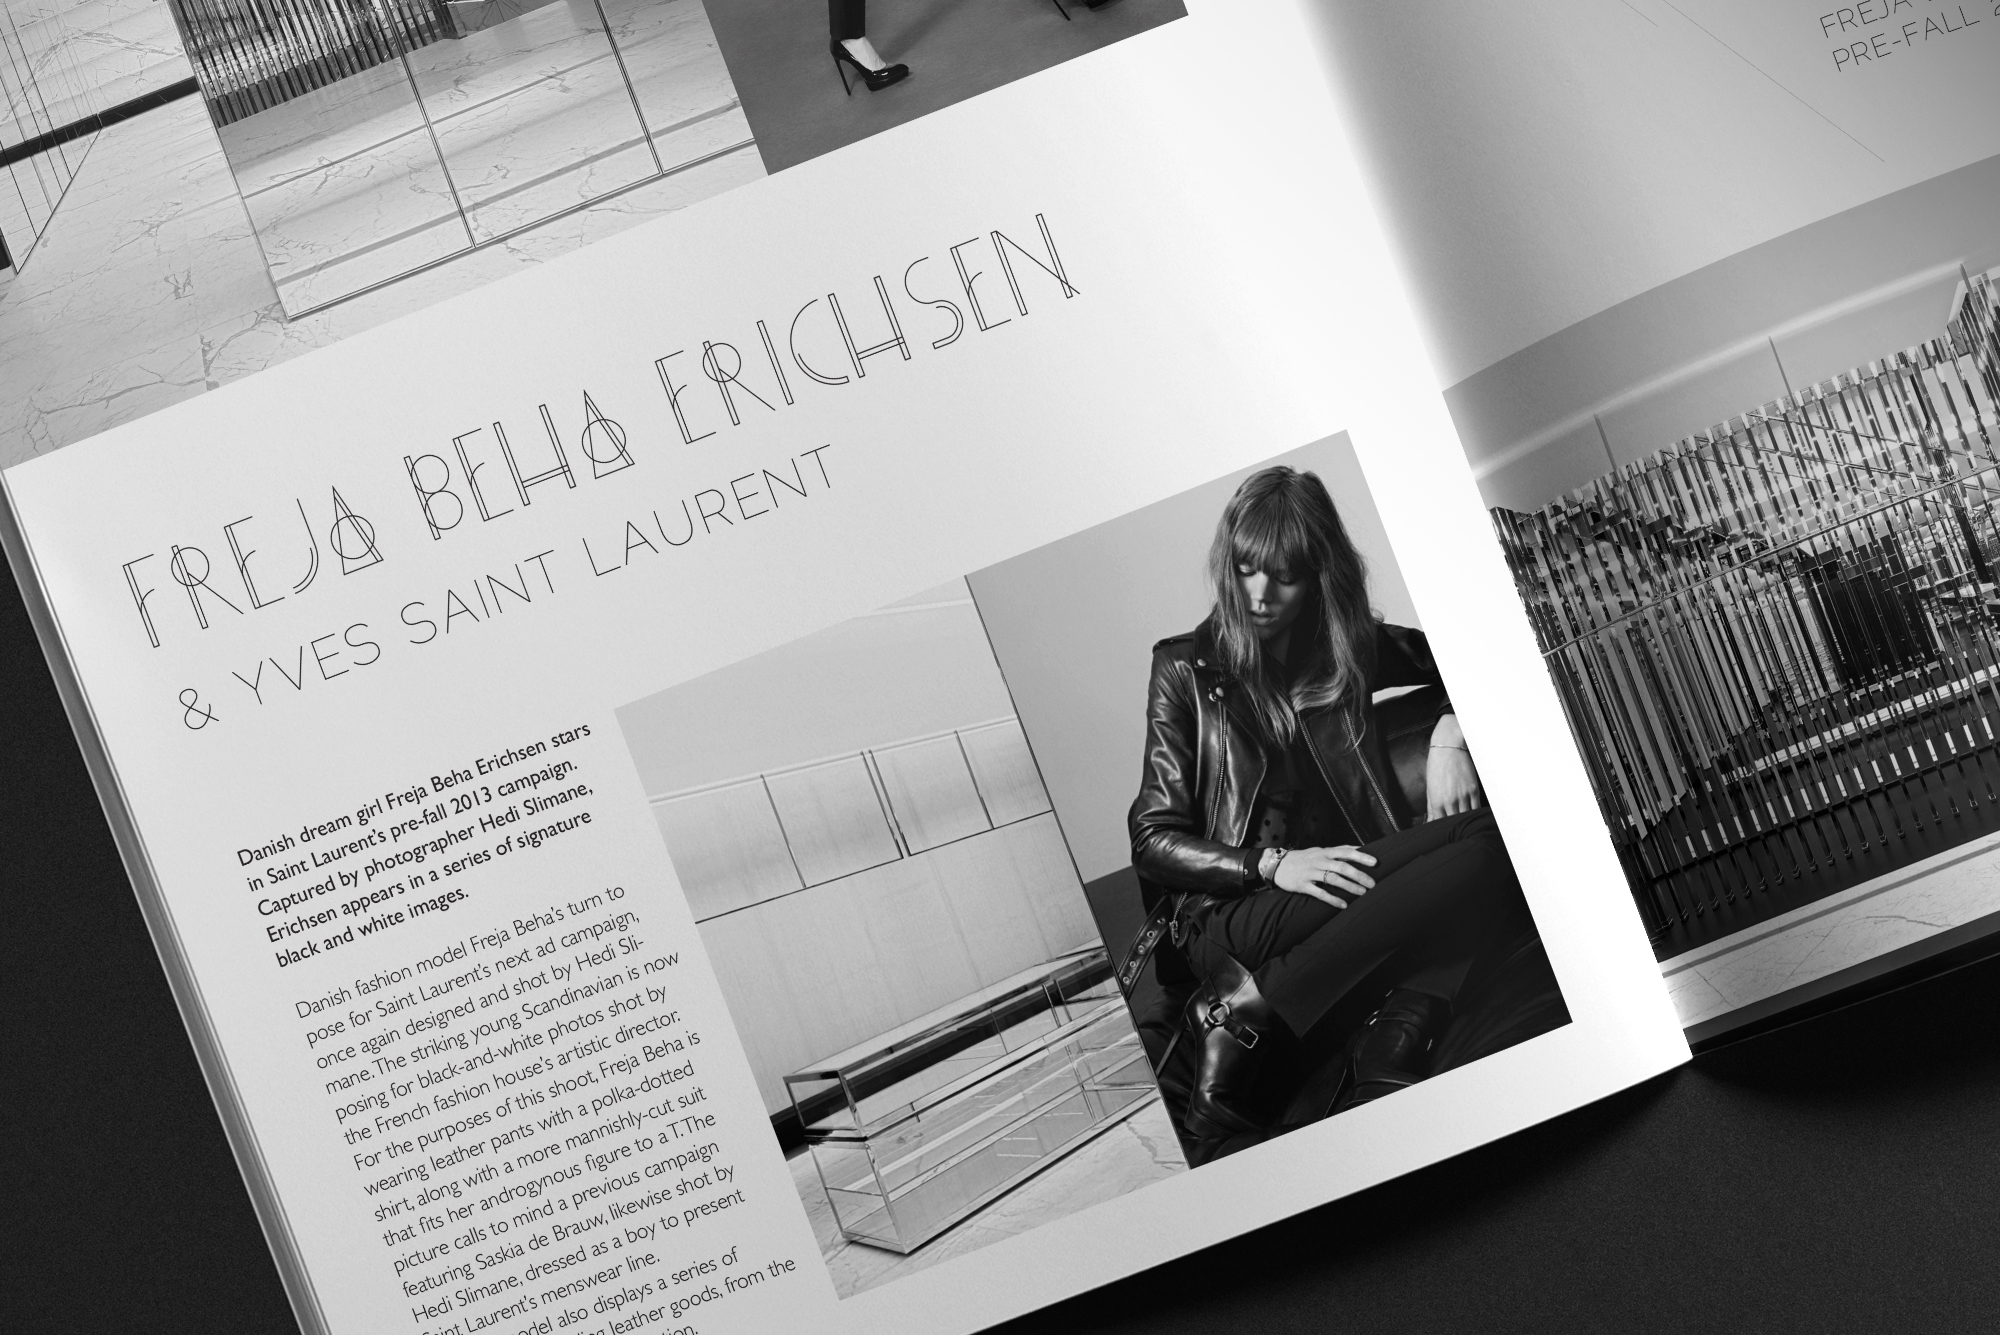 FREJA BEHA ERICHSEN
& YVES SAINT LAURENT
Danish dream girl Freja Beha Erichsen stars
in Saint Laurent's pre-fall 2013 campaign.
Captured by photographer Hedi Slimane,
Erichsen appears in a series of signature
black and white images.
Danish fashion model Freja Beha's turn to
pose for Saint Laurent's next ad campaign,
once again designed and shot by Hedi Sli-
mane. The striking young Scandinavian is now
posing for black-and-white photos shot by
the French fashion house's artistic director.
For the purposes of this shoot, Freja Beha is
wearing leather pants with a polka-dotted
shirt, along with a more mannishly-cut suit
that fits her androgynous figure to a T. The
picture calls to mind a previous campaign
featuring Saskia de Brauw, likewise shot by
Hedi Slimane, dressed as a boy to present
Saint Laurent's menswear line.
also displays a series of
leather goods, from the
FREJA
PRE-FALL